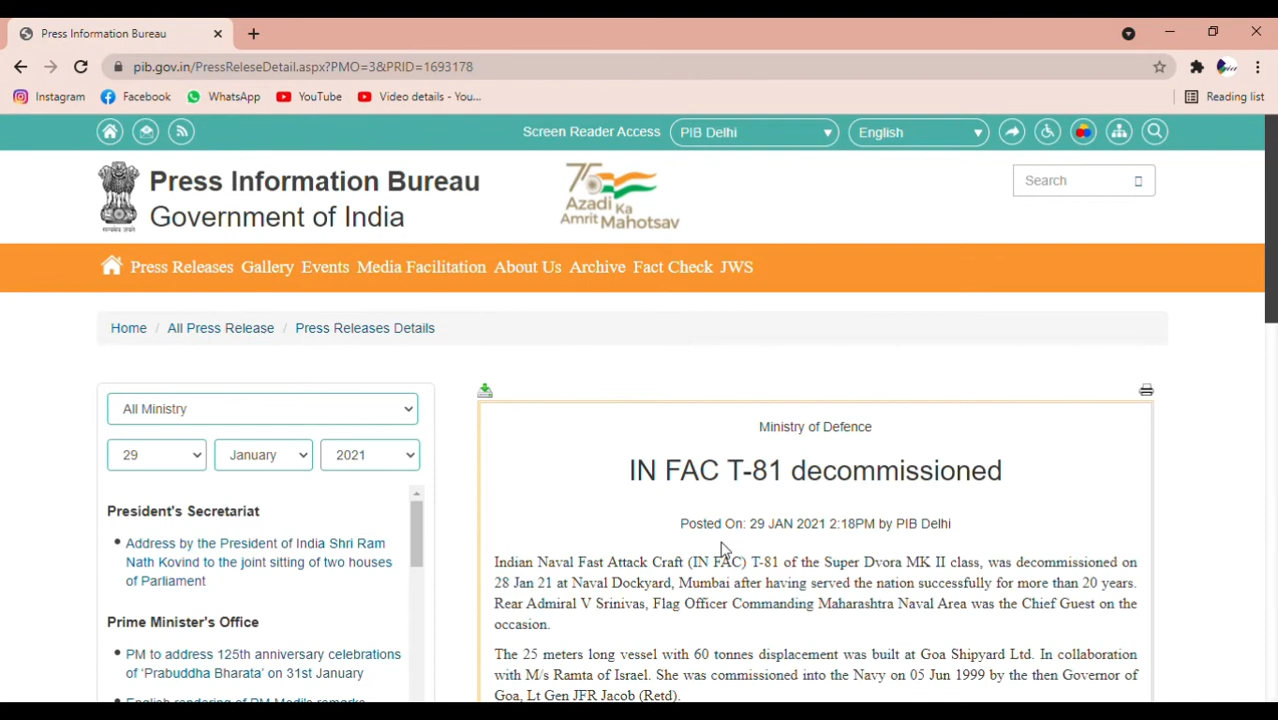 Press Information Bureau
pib.gov.in/PressReleseDetail.aspx?PMO=3&PRID=1693178
Instagram Facebook WhatsApp YouTube Video details - You... Reading list
Screen Reader Access PIB Delhi English
Press Information Bureau
Government of India
75
Azadi Ka
Amrit Mahotsav
Search
Press Releases Gallery Events Media Facilitation About Us Archive Fact Check JWS
Home / All Press Release / Press Releases Details
All Ministry
29 January 2021
President's Secretariat
Address by the President of India Shri Ram
Nath Kovind to the joint sitting of two houses
of Parliament
Prime Minister's Office
PM to address 125th anniversary celebrations
of ‘Prabuddha Bharata’ on 31st January
English rendering of PM Modi's remarks
Ministry of Defence
IN FAC T-81 decommissioned
Posted On: 29 JAN 2021 2:18PM by PIB Delhi
Indian Naval Fast Attack Craft (IN FAC) T-81 of the Super Dvora MK II class, was decommissioned on
28 Jan 21 at Naval Dockyard, Mumbai after having served the nation successfully for more than 20 years.
Rear Admiral V Srinivas, Flag Officer Commanding Maharashtra Naval Area was the Chief Guest on the
occasion.
The 25 meters long vessel with 60 tonnes displacement was built at Goa Shipyard Ltd. In collaboration
with M/s Ramta of Israel. She was commissioned into the Navy on 05 Jun 1999 by the then Governor of
Goa, Lt Gen JFR Jacob (Retd).